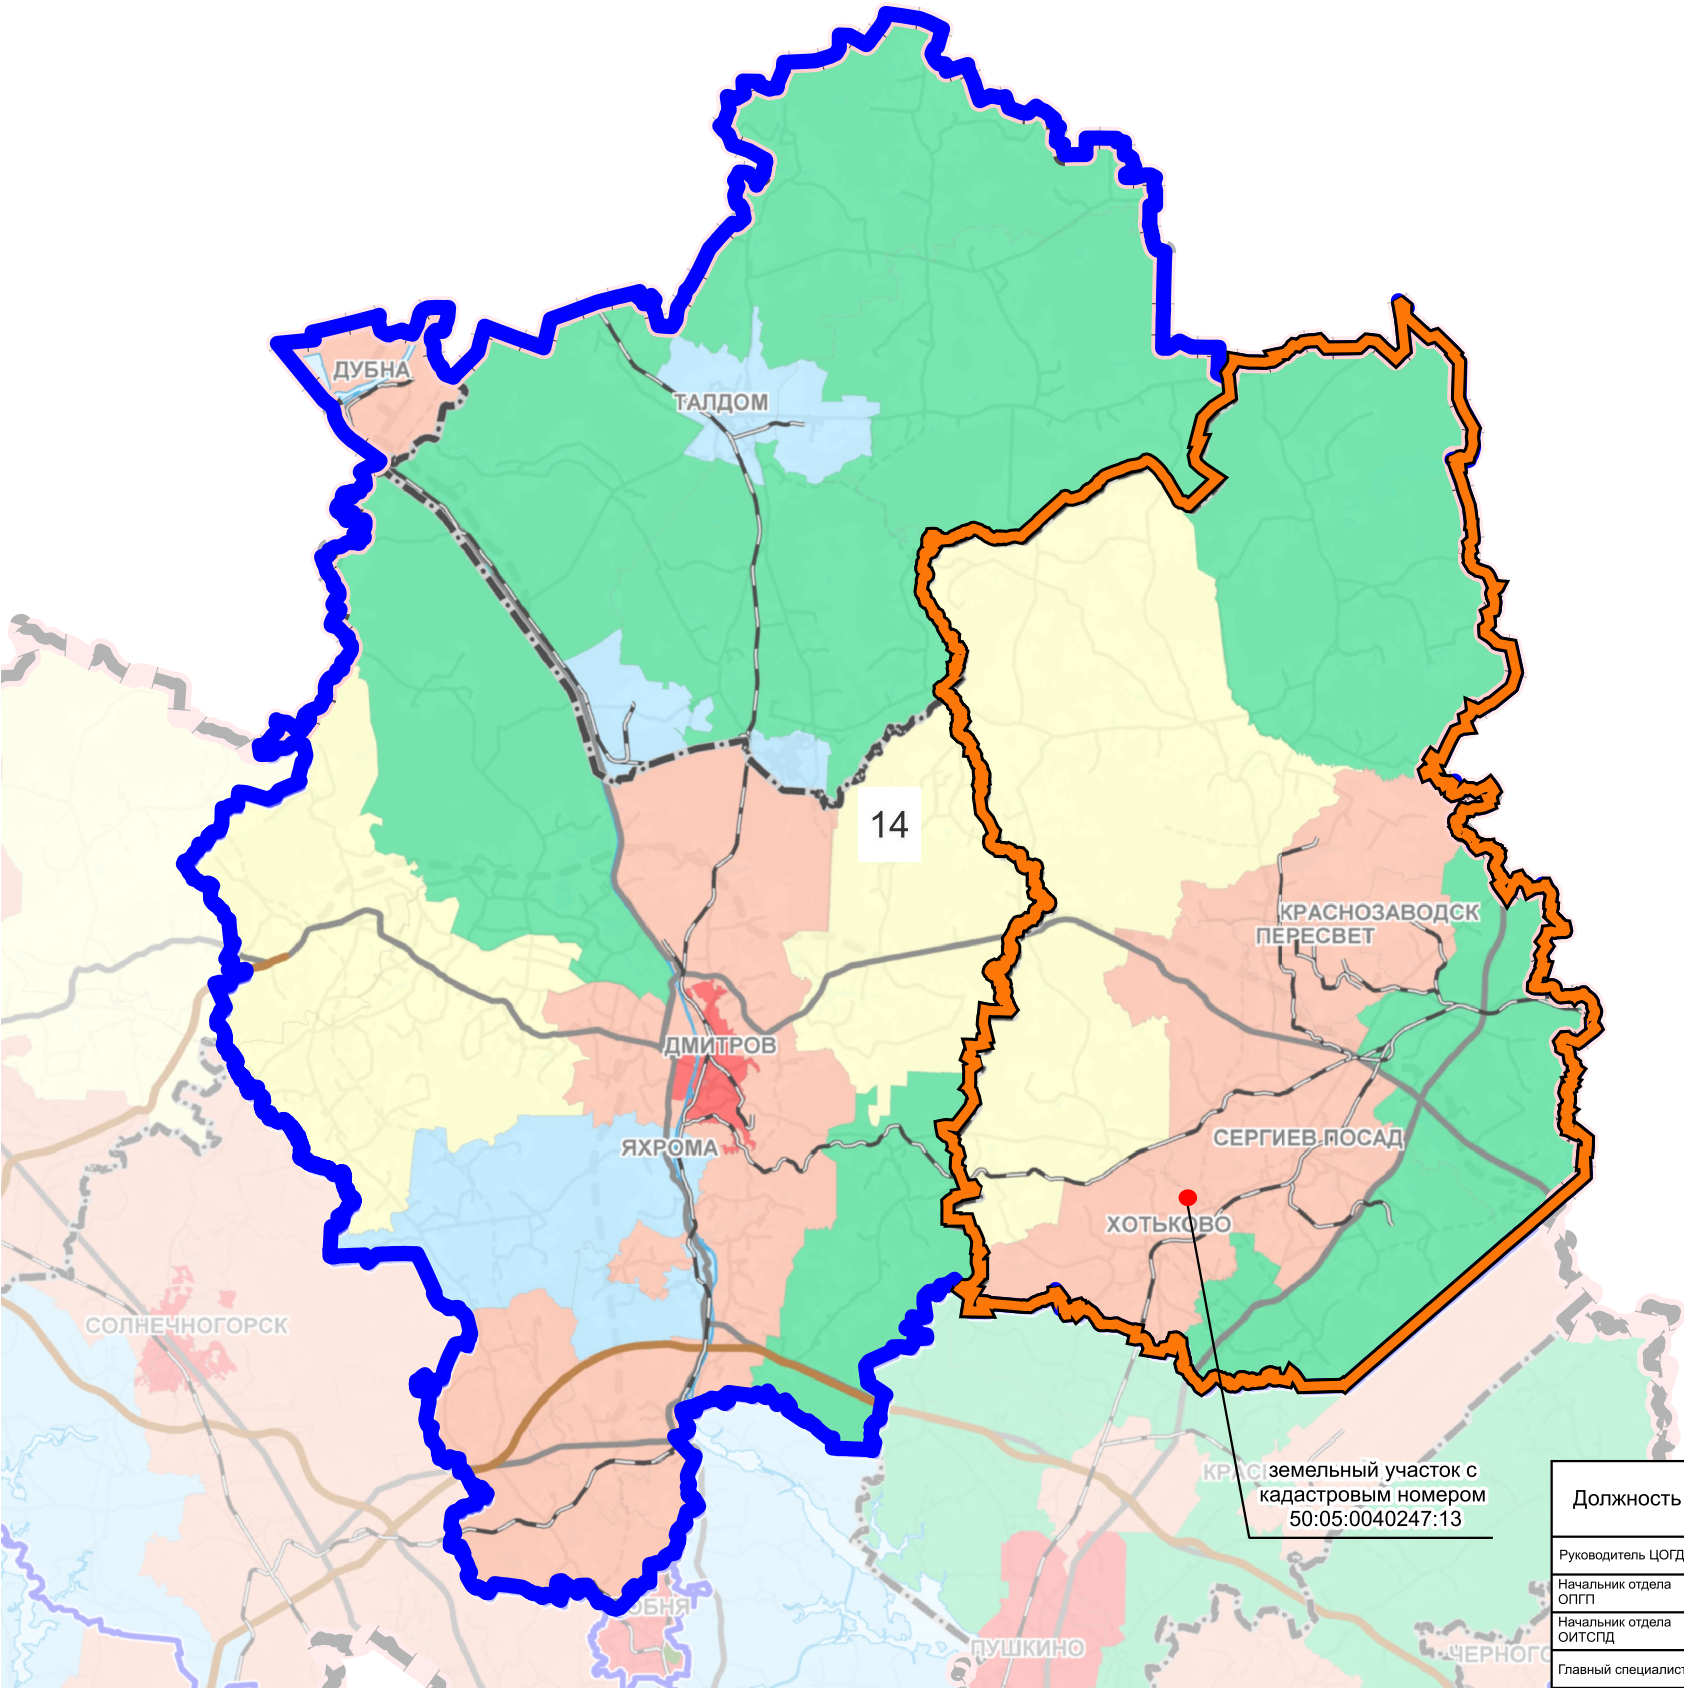 ДУБНА
ТАЛДОМ
14
КРАСНОЗАВОДСК
ПЕРЕСВЕТ
ДМИТРОВ
ЯХРОМА
СЕРГИЕВ ПОСАД
ХОТЬКОВО
СОЛНЕЧНОГОРСК
земельный участок с
кадастровым номером
50:05:0040247:13
ПУШКИНО
Должность
Руководитель ЦОГД
Начальник отдела
ОПГП
Начальник отдела
ОИТСПД
Главный специалист